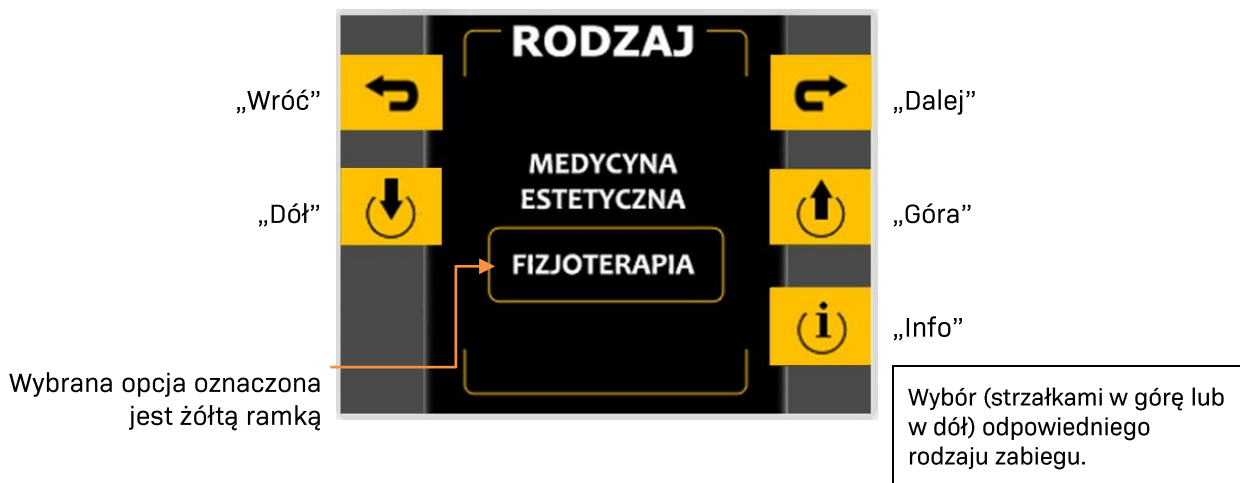 RODZAJ
„Wróć”
„Dalej”
MEDYCYNA
ESTETYCZNA
„Dół”
„Góra”
FIZJOTERAPIA
i
„Info”
Wybrana opcja oznaczona
jest żółtą ramką
Wybór (strzałkami w górę lub
w dół) odpowiedniego
rodzaju zabiegu.